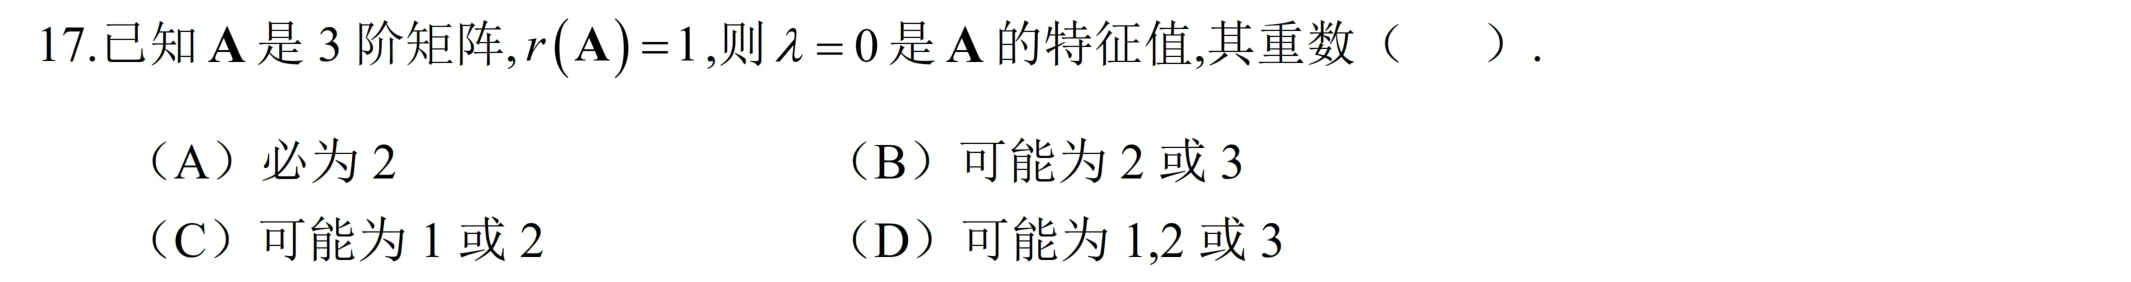 17.已知 A 是 3 阶矩阵,r(A)=1,则 λ=0 是 A 的特征值,其重数（  ）.
（A）必为 2 （B）可能为 2 或 3
（C）可能为 1 或 2 （D）可能为 1,2 或 3